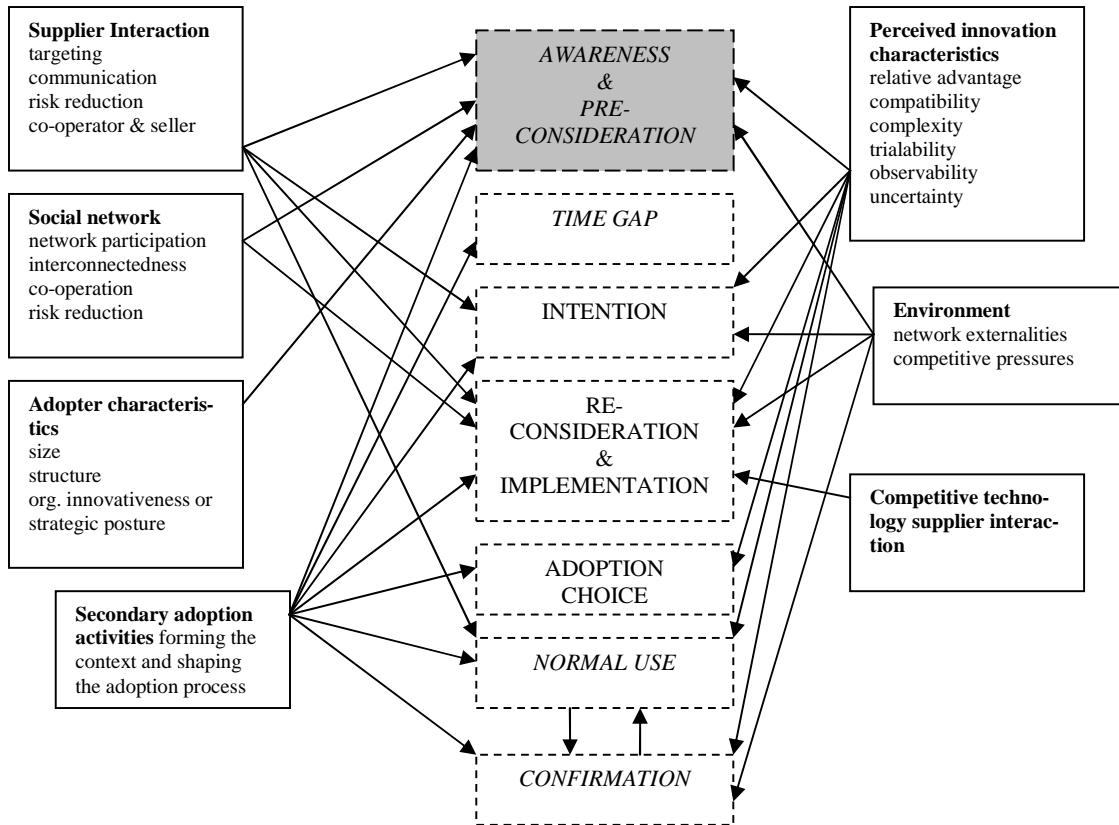 Supplier Interaction
targeting
communication
risk reduction
co-operator & seller
Social network
network participation
interconnectedness
co-operation
risk reduction
Adopter characteris-
tics
size
structure
org. innovativeness or
strategic posture
Secondary adoption
activities forming the
context and shaping
the adoption process
AWARENESS
&
PRE-
CONSIDERATION
TIME GAP
INTENTION
RE-
CONSIDERATION
&
IMPLEMENTATION
ADOPTION
CHOICE
NORMAL USE
CONFIRMATION
Perceived innovation
characteristics
relative advantage
compatibility
complexity
trialability
observability
uncertainty
Environment
network externalities
competitive pressures
Competitive techno-
logy supplier interac-
tion